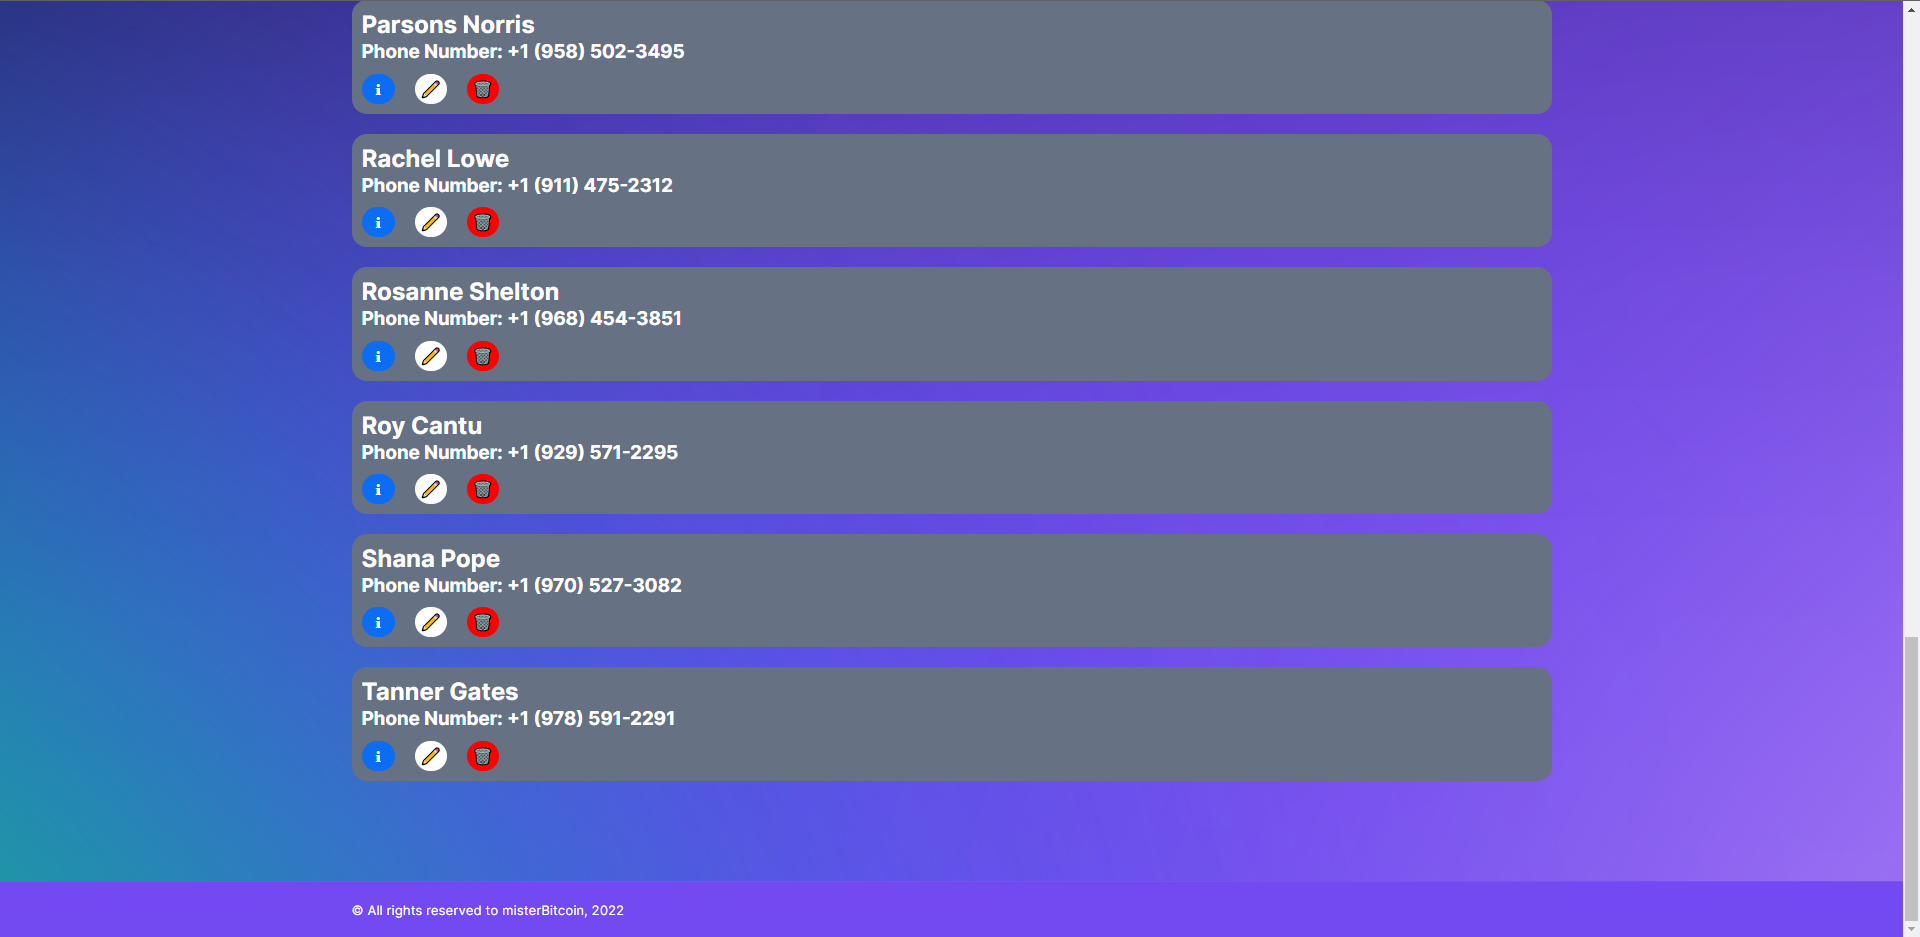 Parsons Norris
Phone Number: +1 (958) 502-3495
i
Rachel Lowe
Phone Number: +1 (911) 475-2312
i
Rosanne Shelton
Phone Number: +1 (968) 454-3851
i
Roy Cantu
Phone Number: +1 (929) 571-2295
i
Shana Pope
Phone Number: +1 (970) 527-3082
i
Tanner Gates
Phone Number: +1 (978) 591-2291
i
© All rights reserved to misterBitcoin, 2022